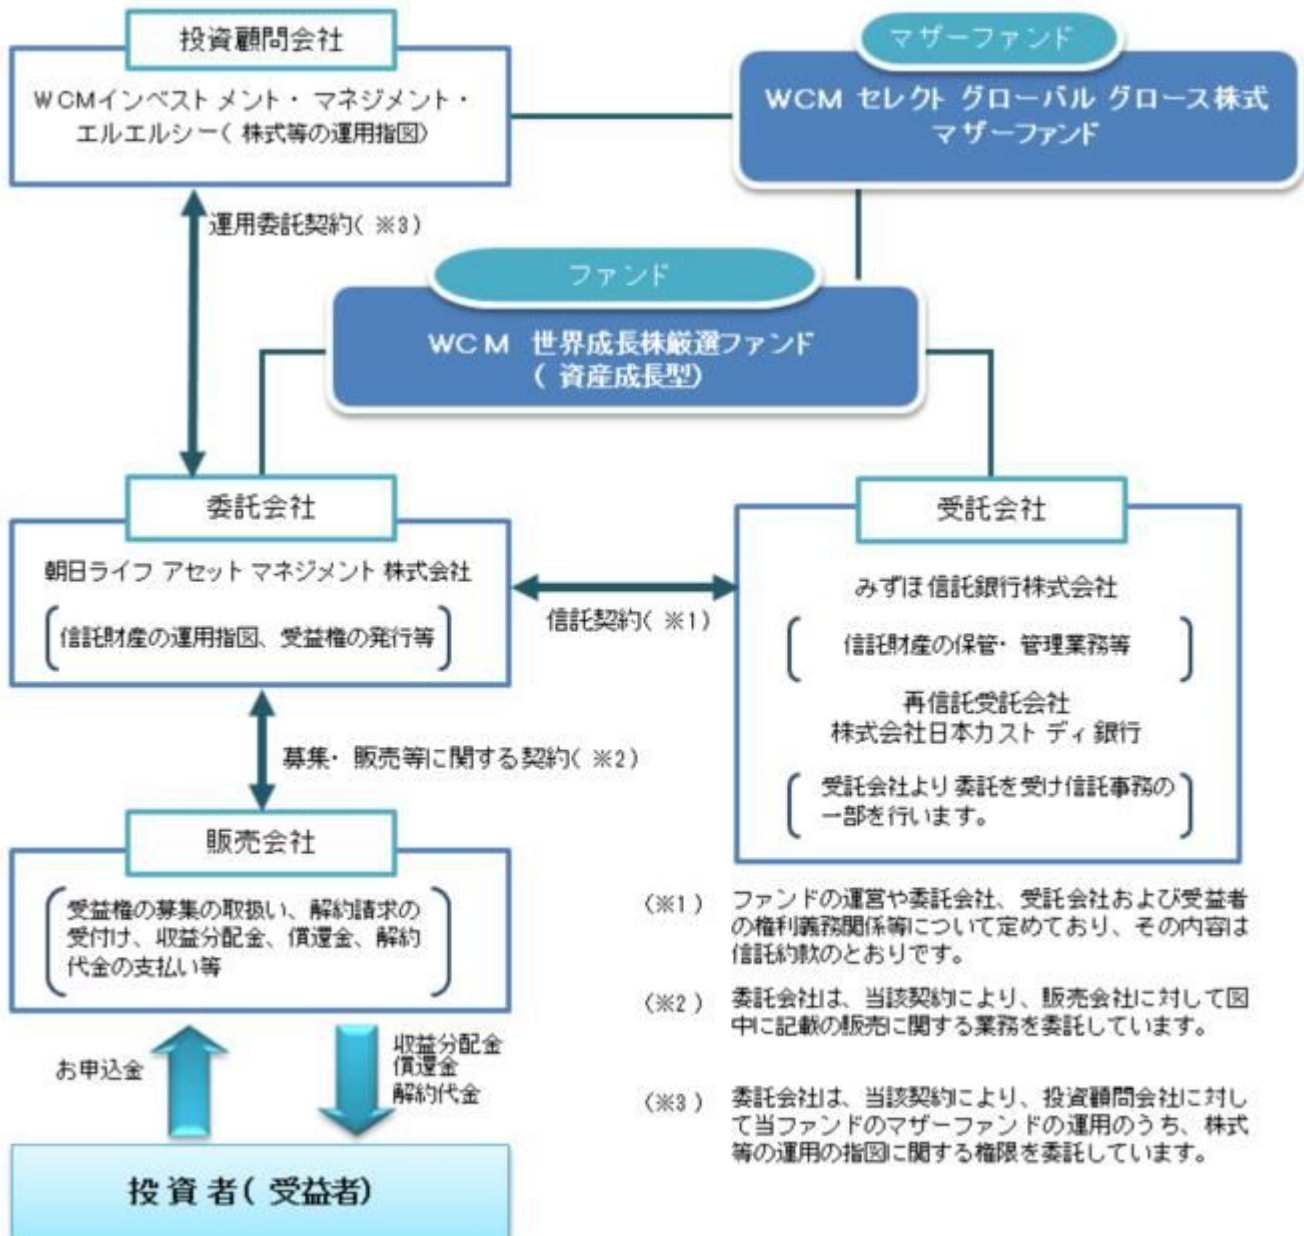 投資顧問会社
WCMインベストメント・マネジメント・
エルエルシー(株式等の運用指図)
マザーファンド
WCM セレクト グローバル グロース株式
マザーファンド
運用委託契約(※3)
ファンド
WCM 世界成長株厳選ファンド
(資産成長型)
委託会社
朝日ライフ アセット マネジメント 株式会社
信託財産の運用指図、受益権の発行等
信託契約(※1)
受託会社
みずほ信託銀行株式会社
信託財産の保管・管理業務等
再信託受託会社
株式会社日本カストディ銀行
受託会社より委託を受け信託事務の
一部を行います。
募集・販売等に関する契約(※2)
販売会社
受益権の募集の取扱い、解約請求の
受付け、収益分配金、償還金、解約
代金の支払い等
お申込金
収益分配金
償還金
解約代金
投資者(受益者)
(※1) ファンドの運営や委託会社、受託会社および受益者
の権利義務関係等について定めており、その内容は
信託約款のとおりです。
(※2) 委託会社は、当該契約により、販売会社に対して図
中に記載の販売に関する業務を委託しています。
(※3) 委託会社は、当該契約により、投資顧問会社に対し
て当ファンドのマザーファンドの運用のうち、株式
等の運用の指図に関する権限を委託しています。